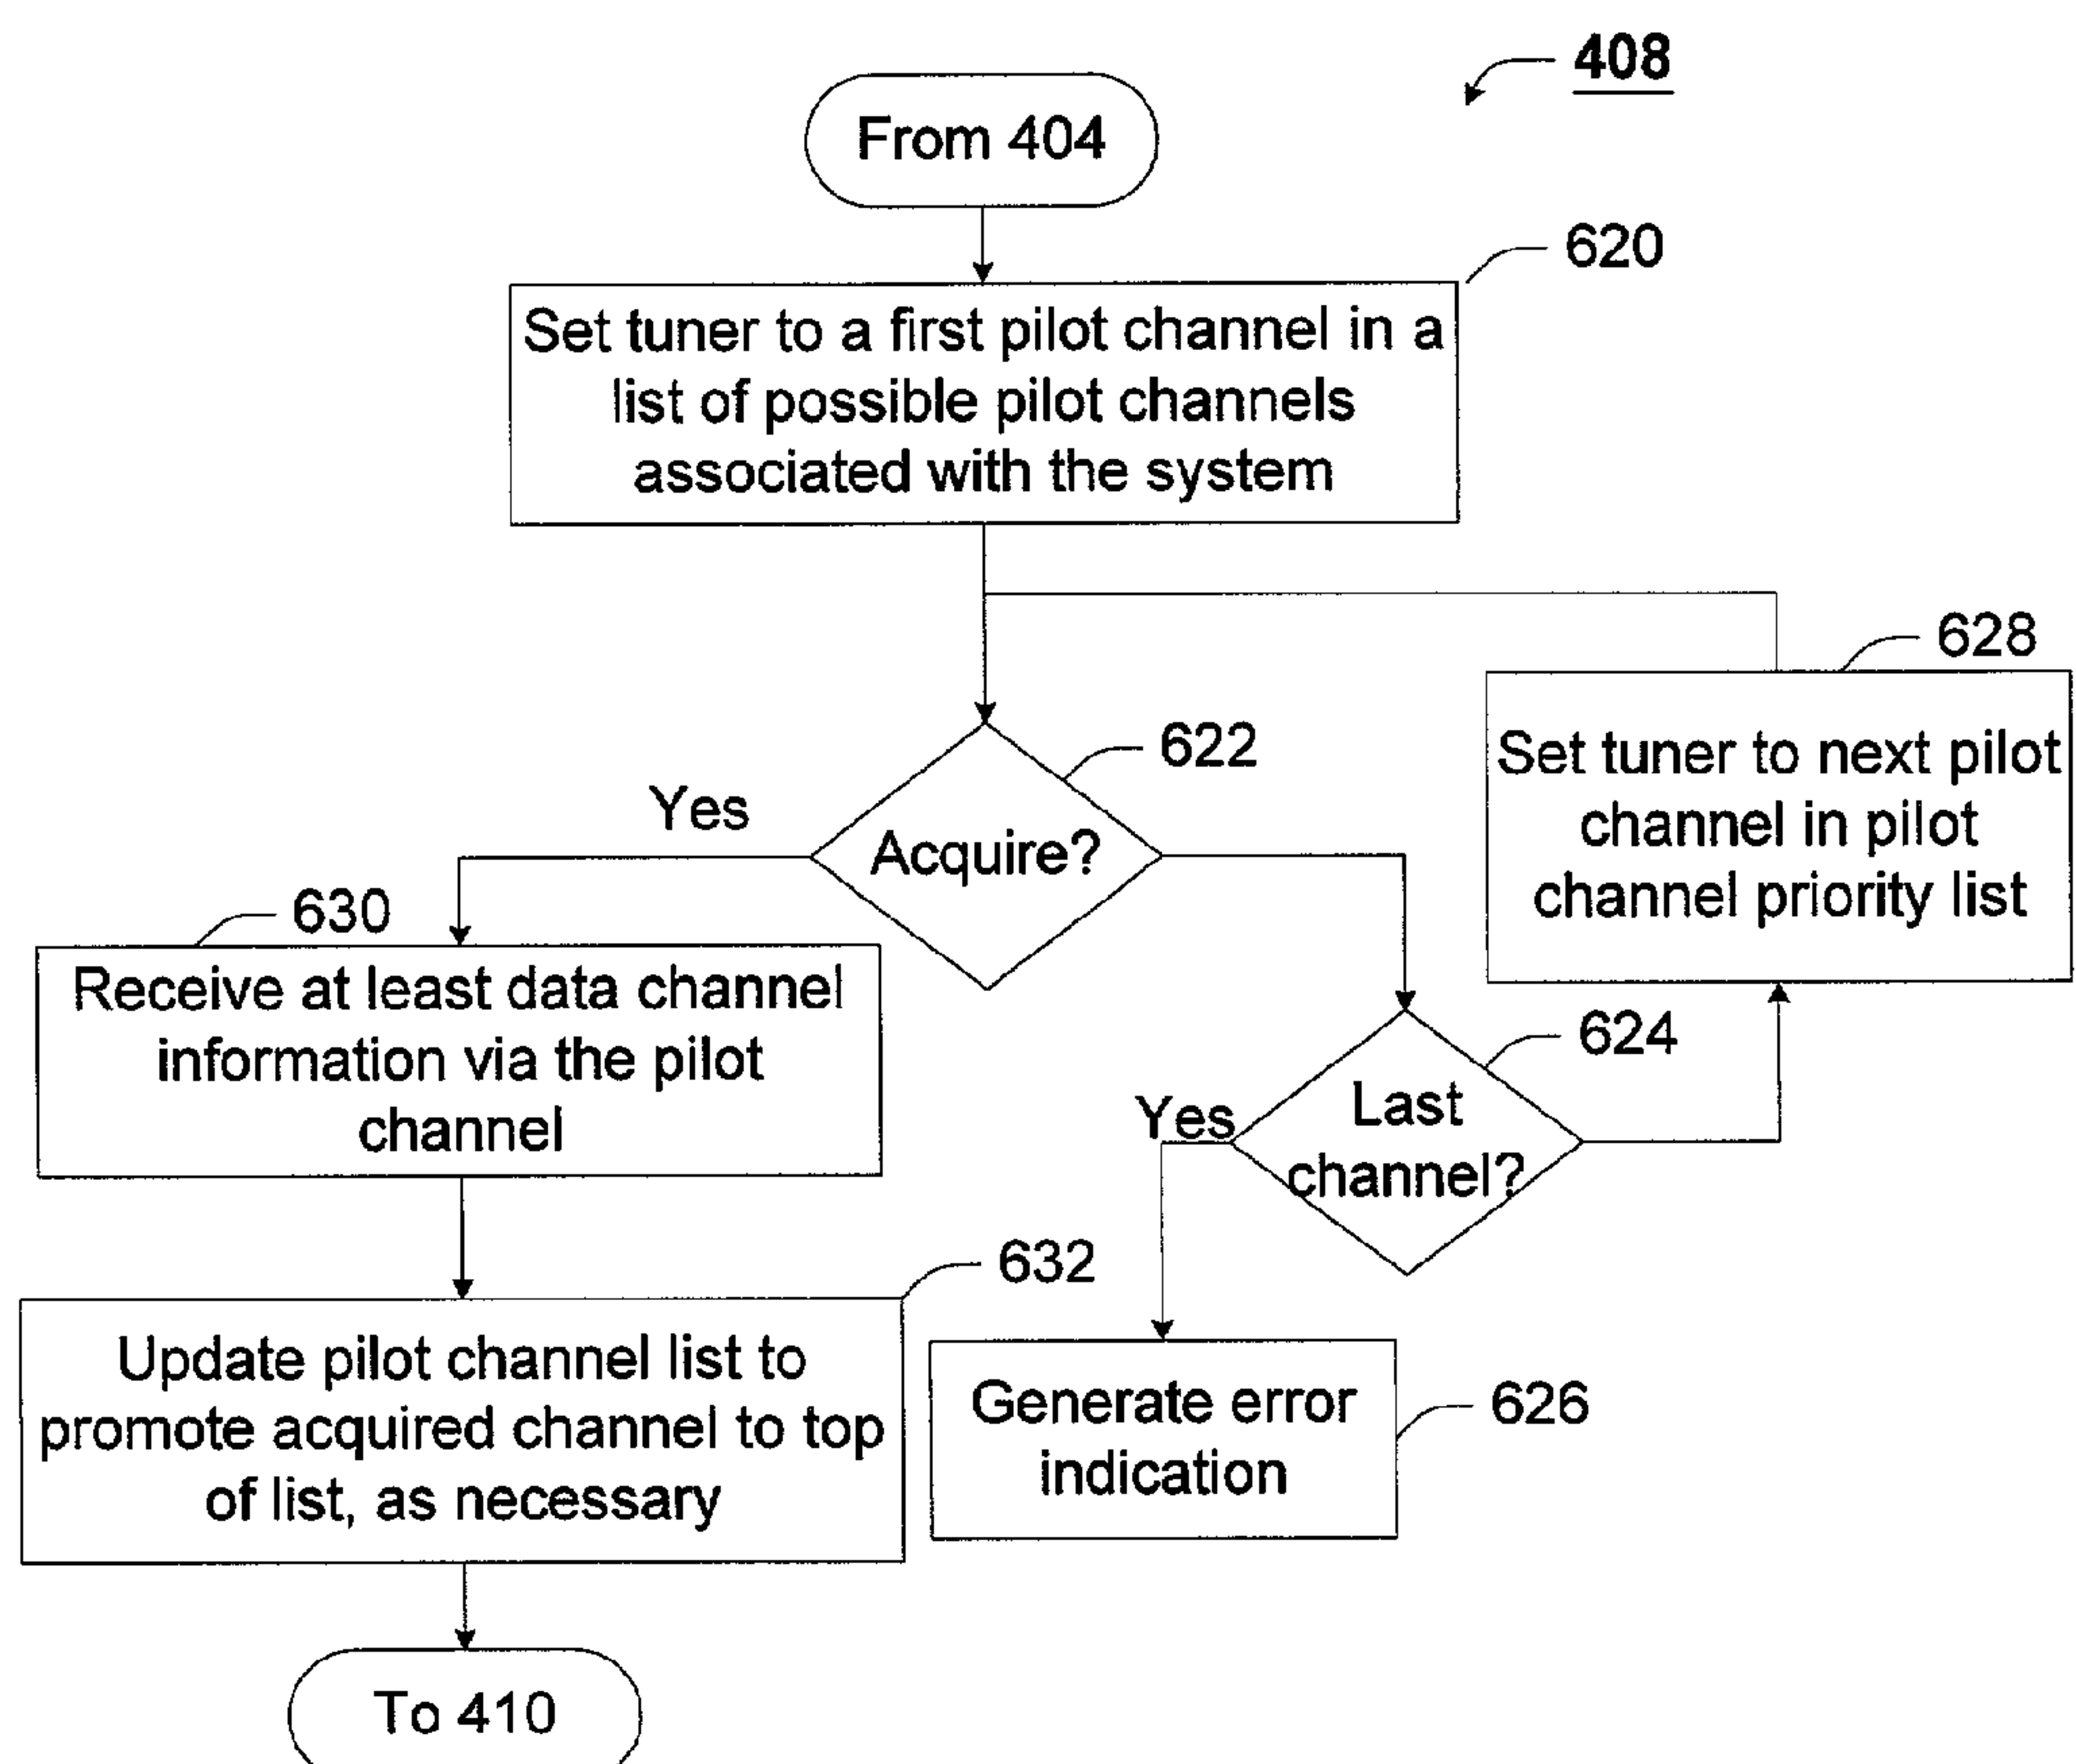 408
From 404
620
Set tuner to a first pilot channel in a
list of possible pilot channels
associated with the system
628
Set tuner to next pilot
channel in pilot
channel priority list
622
Yes
Acquire?
630
Receive at least data channel
information via the pilot
channel
624
Yes
Last
channel?
632
Update pilot channel list to
promote acquired channel to top
of list, as necessary
626
Generate error
indication
To 410